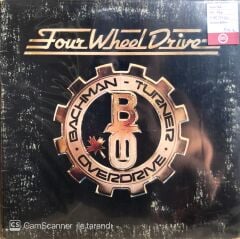 Four Wheel Drive
BACHMAN - TURNER
OVERDRIVE
BTO
CS CamScanner